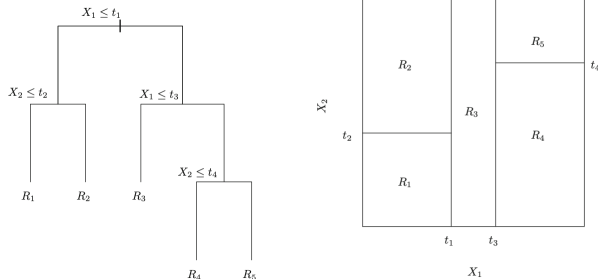 X₁ ≤ t₁
X₂ ≤ t₂
X₁ ≤ t₃
X₂ ≤ t₄
R₁
R₂
R₃
R₄
R₅
R₅
R₂
t₄
X₂
R₃
t₂
R₄
R₁
t₁
t₃
X₁